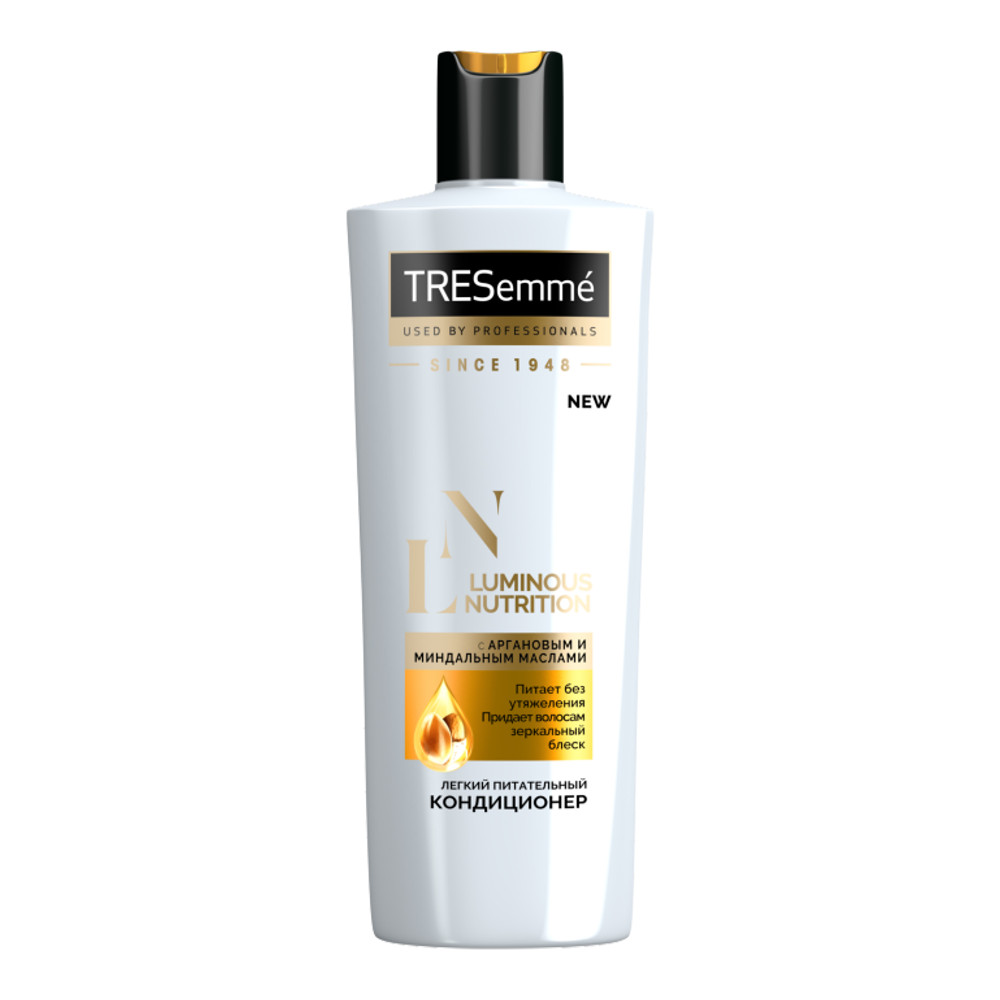 TRESemmé
USED BY PROFESSIONALS
SINCE 1948
NEW
LN
LUMINOUS
NUTRITION
С АРГАНОВЫМ И
МИНДАЛЬНЫМ МАСЛАМИ
Питает без
утяжеления
Придает волосам
зеркальный
блеск
ЛЕГКИЙ ПИТАТЕЛЬНЫЙ
КОНДИЦИОНЕР